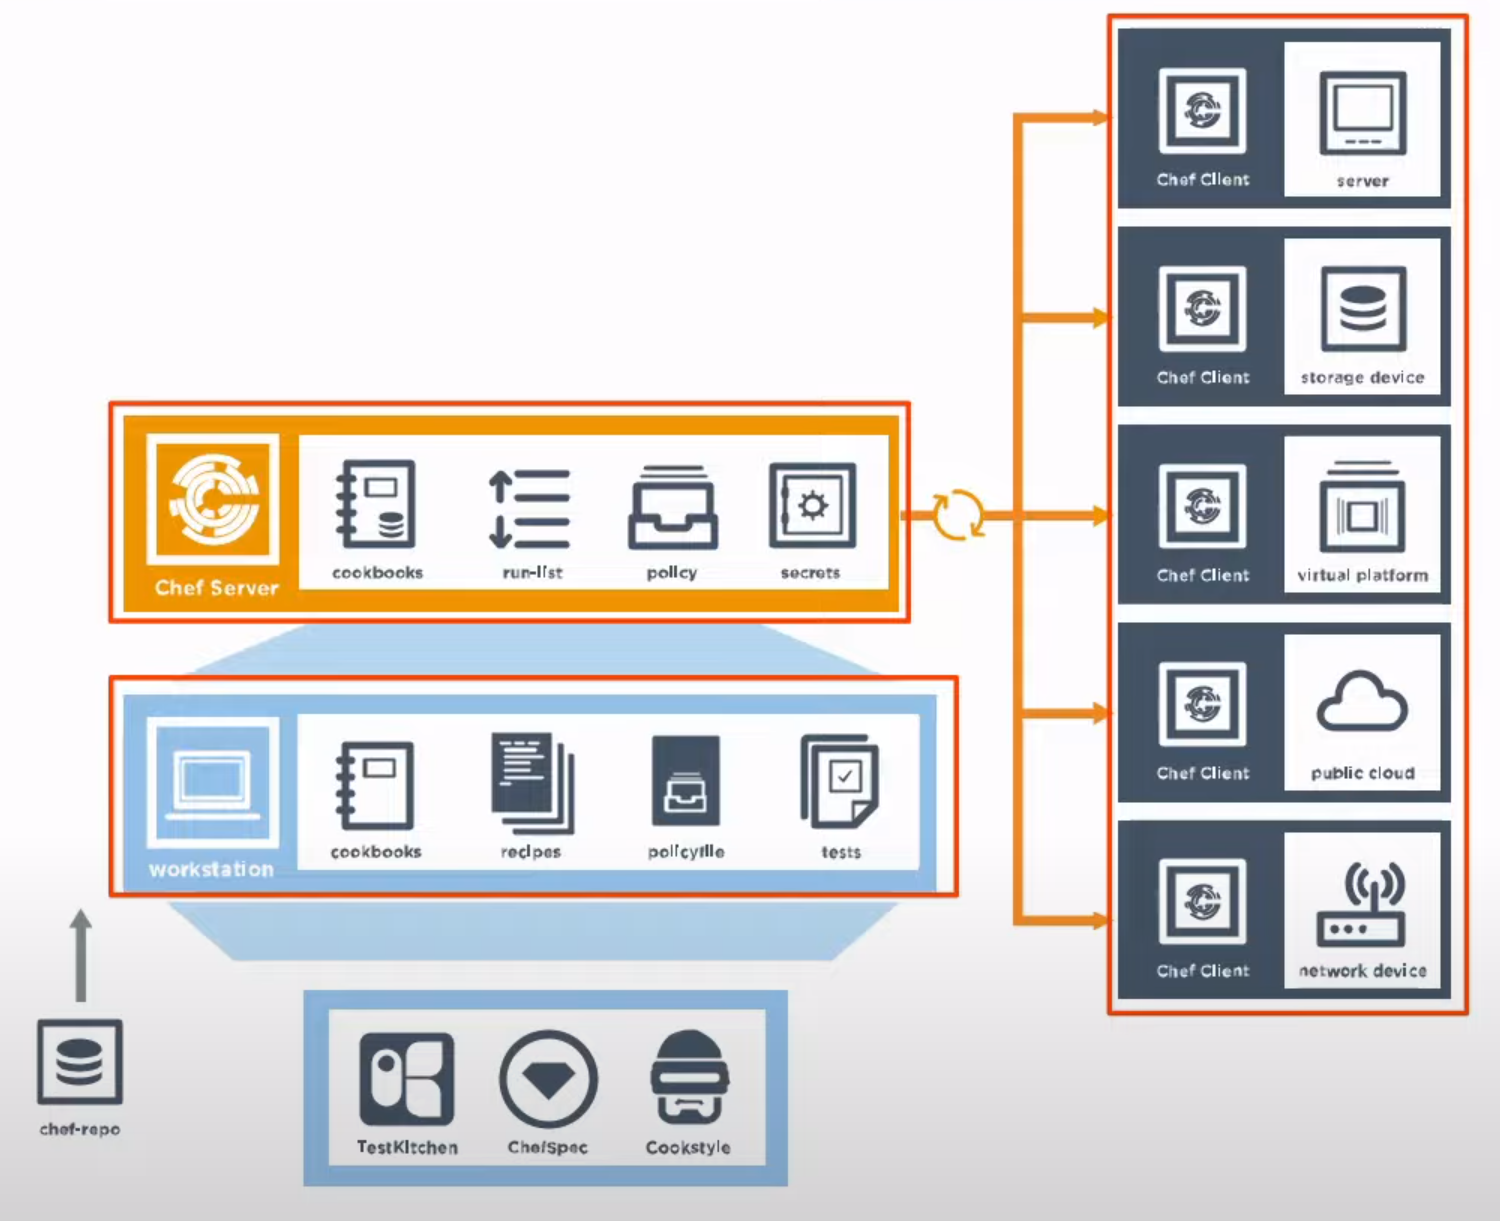 Chef Client
server
Chef Client
storage device
Chef Server
cookbooks
run-list
policy
secrets
Chef Client
virtual platform
workstation
cookbooks
recipes
policyfile
tests
Chef Client
public cloud
Chef Client
network device
chef-repo
TestKitchen
ChefSpec
Cookstyle